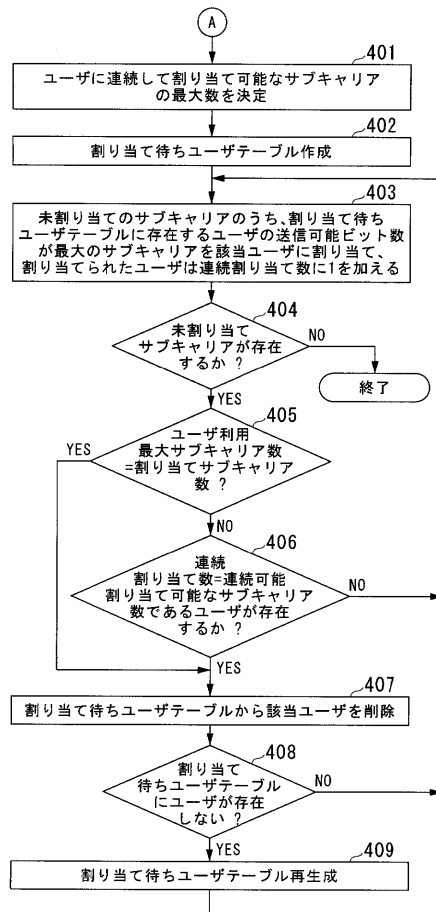 A
401
ユーザに連続して割り当て可能なサブキャリア
の最大数を決定
402
割り当て待ちユーザテーブル作成
403
未割り当てのサブキャリアのうち、割り当て待ち
ユーザテーブルに存在するユーザの送信可能ビット数
が最大のサブキャリアを該当ユーザに割り当て、
割り当てられたユーザは連続割り当て数に1を加える
404
未割り当て
サブキャリアが存在
するか ?
NO
終了
YES
405
ユーザ利用
最大サブキャリア数
=割り当てサブキャリア
数 ?
YES
NO
406
連続
割り当て数=連続可能
割り当て可能なサブキャリア
数であるユーザが存在
するか ?
NO
YES
407
割り当て待ちユーザテーブルから該当ユーザを削除
408
割り当て
待ちユーザテーブル
にユーザが存在
しない ?
NO
YES
409
割り当て待ちユーザテーブル再生成